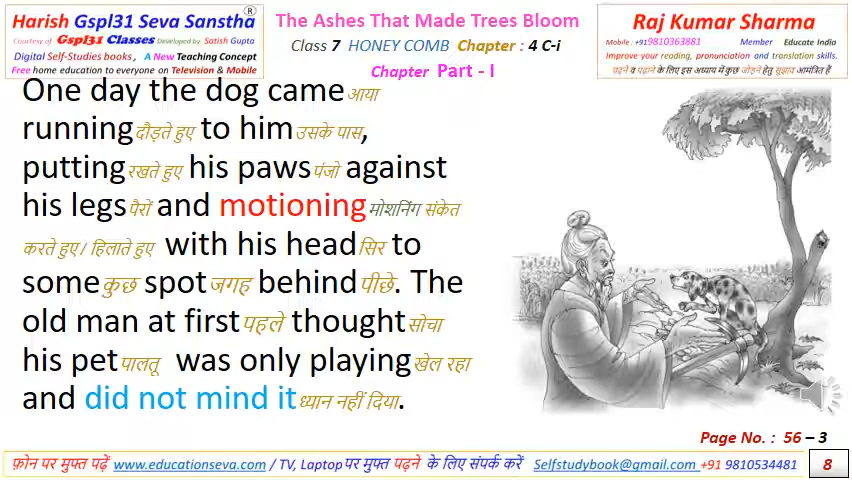 Harish Gspl31 Seva Sanstha®
Courtesy of Gspl31 Classes Developed by. Satish Gupta
Digital Self-Studies books, A New Teaching Concept
Free home education to everyone on Television & Mobile
The Ashes That Made Trees Bloom
Class 7 HONEY COMB Chapter : 4 C-i
Chapter Part - I
Raj Kumar Sharma
Mobile : +919810363881 Member Educate India
Improve your reading, pronunciation and translation skills.
पढ़ने व पढ़ाने के लिए इस अध्याय में कुछ जोड़ने हेतु सुझाव आमंत्रित हैं
One day the dog came आया
running दौड़ते हुए to him उसके पास,
putting रखते हुए his paws पंजो against
his legs पैरों and motioning मोशनिंग संकेत
करते हुए / हिलाते हुए with his head सिर to
some कुछ spot जगह behind पीछे. The
old man at first पहले thought सोचा
his pet पालतू was only playing खेल रहा
and did not mind it ध्यान नहीं दिया.
Page No. : 56 – 3
फ़ोन पर मुफ्त पढ़ें www.educationseva.com / TV, Laptop पर मुफ्त पढ़ने के लिए संपर्क करें Selfstudybook@gmail.com +91 9810534481
8